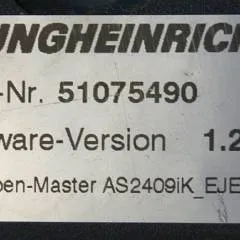 UNGHEINRICH
-Nr. 51075490
ware-Version 1.2
pen-Master AS2409iK_EJE